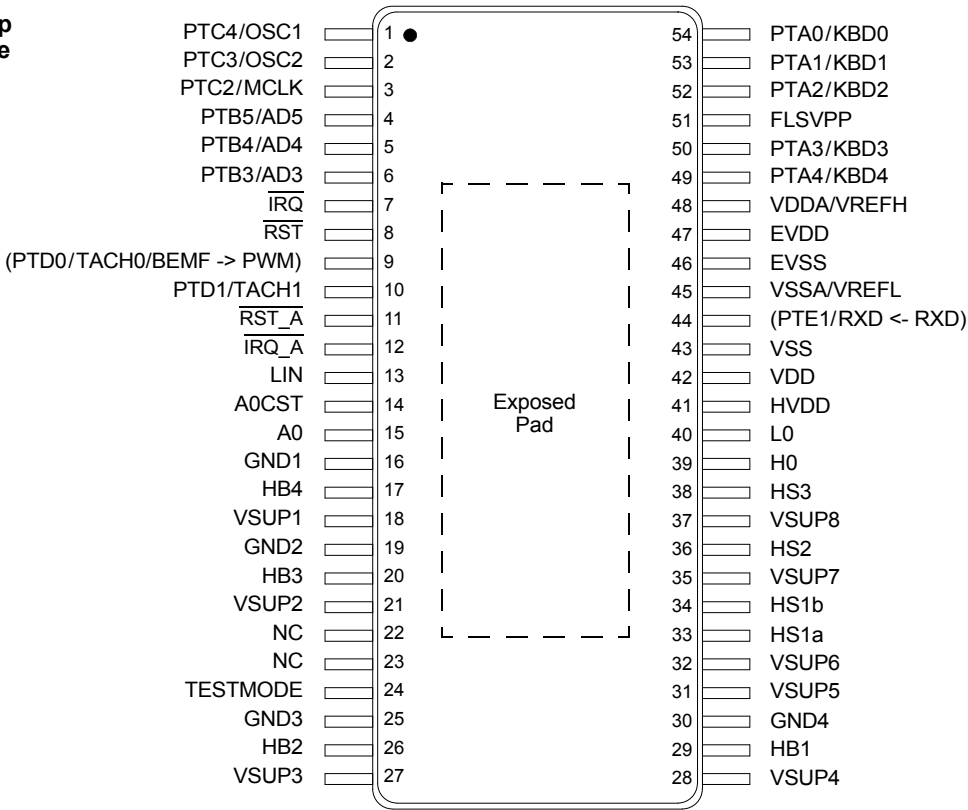 p
e
PTC4/OSC1 1 54 PTA0/KBD0
PTC3/OSC2 2 53 PTA1/KBD1
PTC2/MCLK 3 52 PTA2/KBD2
PTB5/AD5 4 51 FLSVPP
PTB4/AD4 5 50 PTA3/KBD3
PTB3/AD3 6 49 PTA4/KBD4
IRQ 7 48 VDDA/VREFH
RST 8 47 EVDD
(PTD0/TACH0/BEMF -> PWM) 9 46 EVSS
PTD1/TACH1 10 45 VSSA/VREFL
RST_A 11 44 (PTE1/RXD <- RXD)
IRQ_A 12 43 VSS
LIN 13 42 VDD
A0CST 14 41 HVDD
A0 15 40 L0
GND1 16 39 H0
HB4 17 38 HS3
VSUP1 18 37 VSUP8
GND2 19 36 HS2
HB3 20 35 VSUP7
VSUP2 21 34 HS1b
NC 22 33 HS1a
NC 23 32 VSUP6
TESTMODE 24 31 VSUP5
GND3 25 30 GND4
HB2 26 29 HB1
VSUP3 27 28 VSUP4
Exposed
Pad